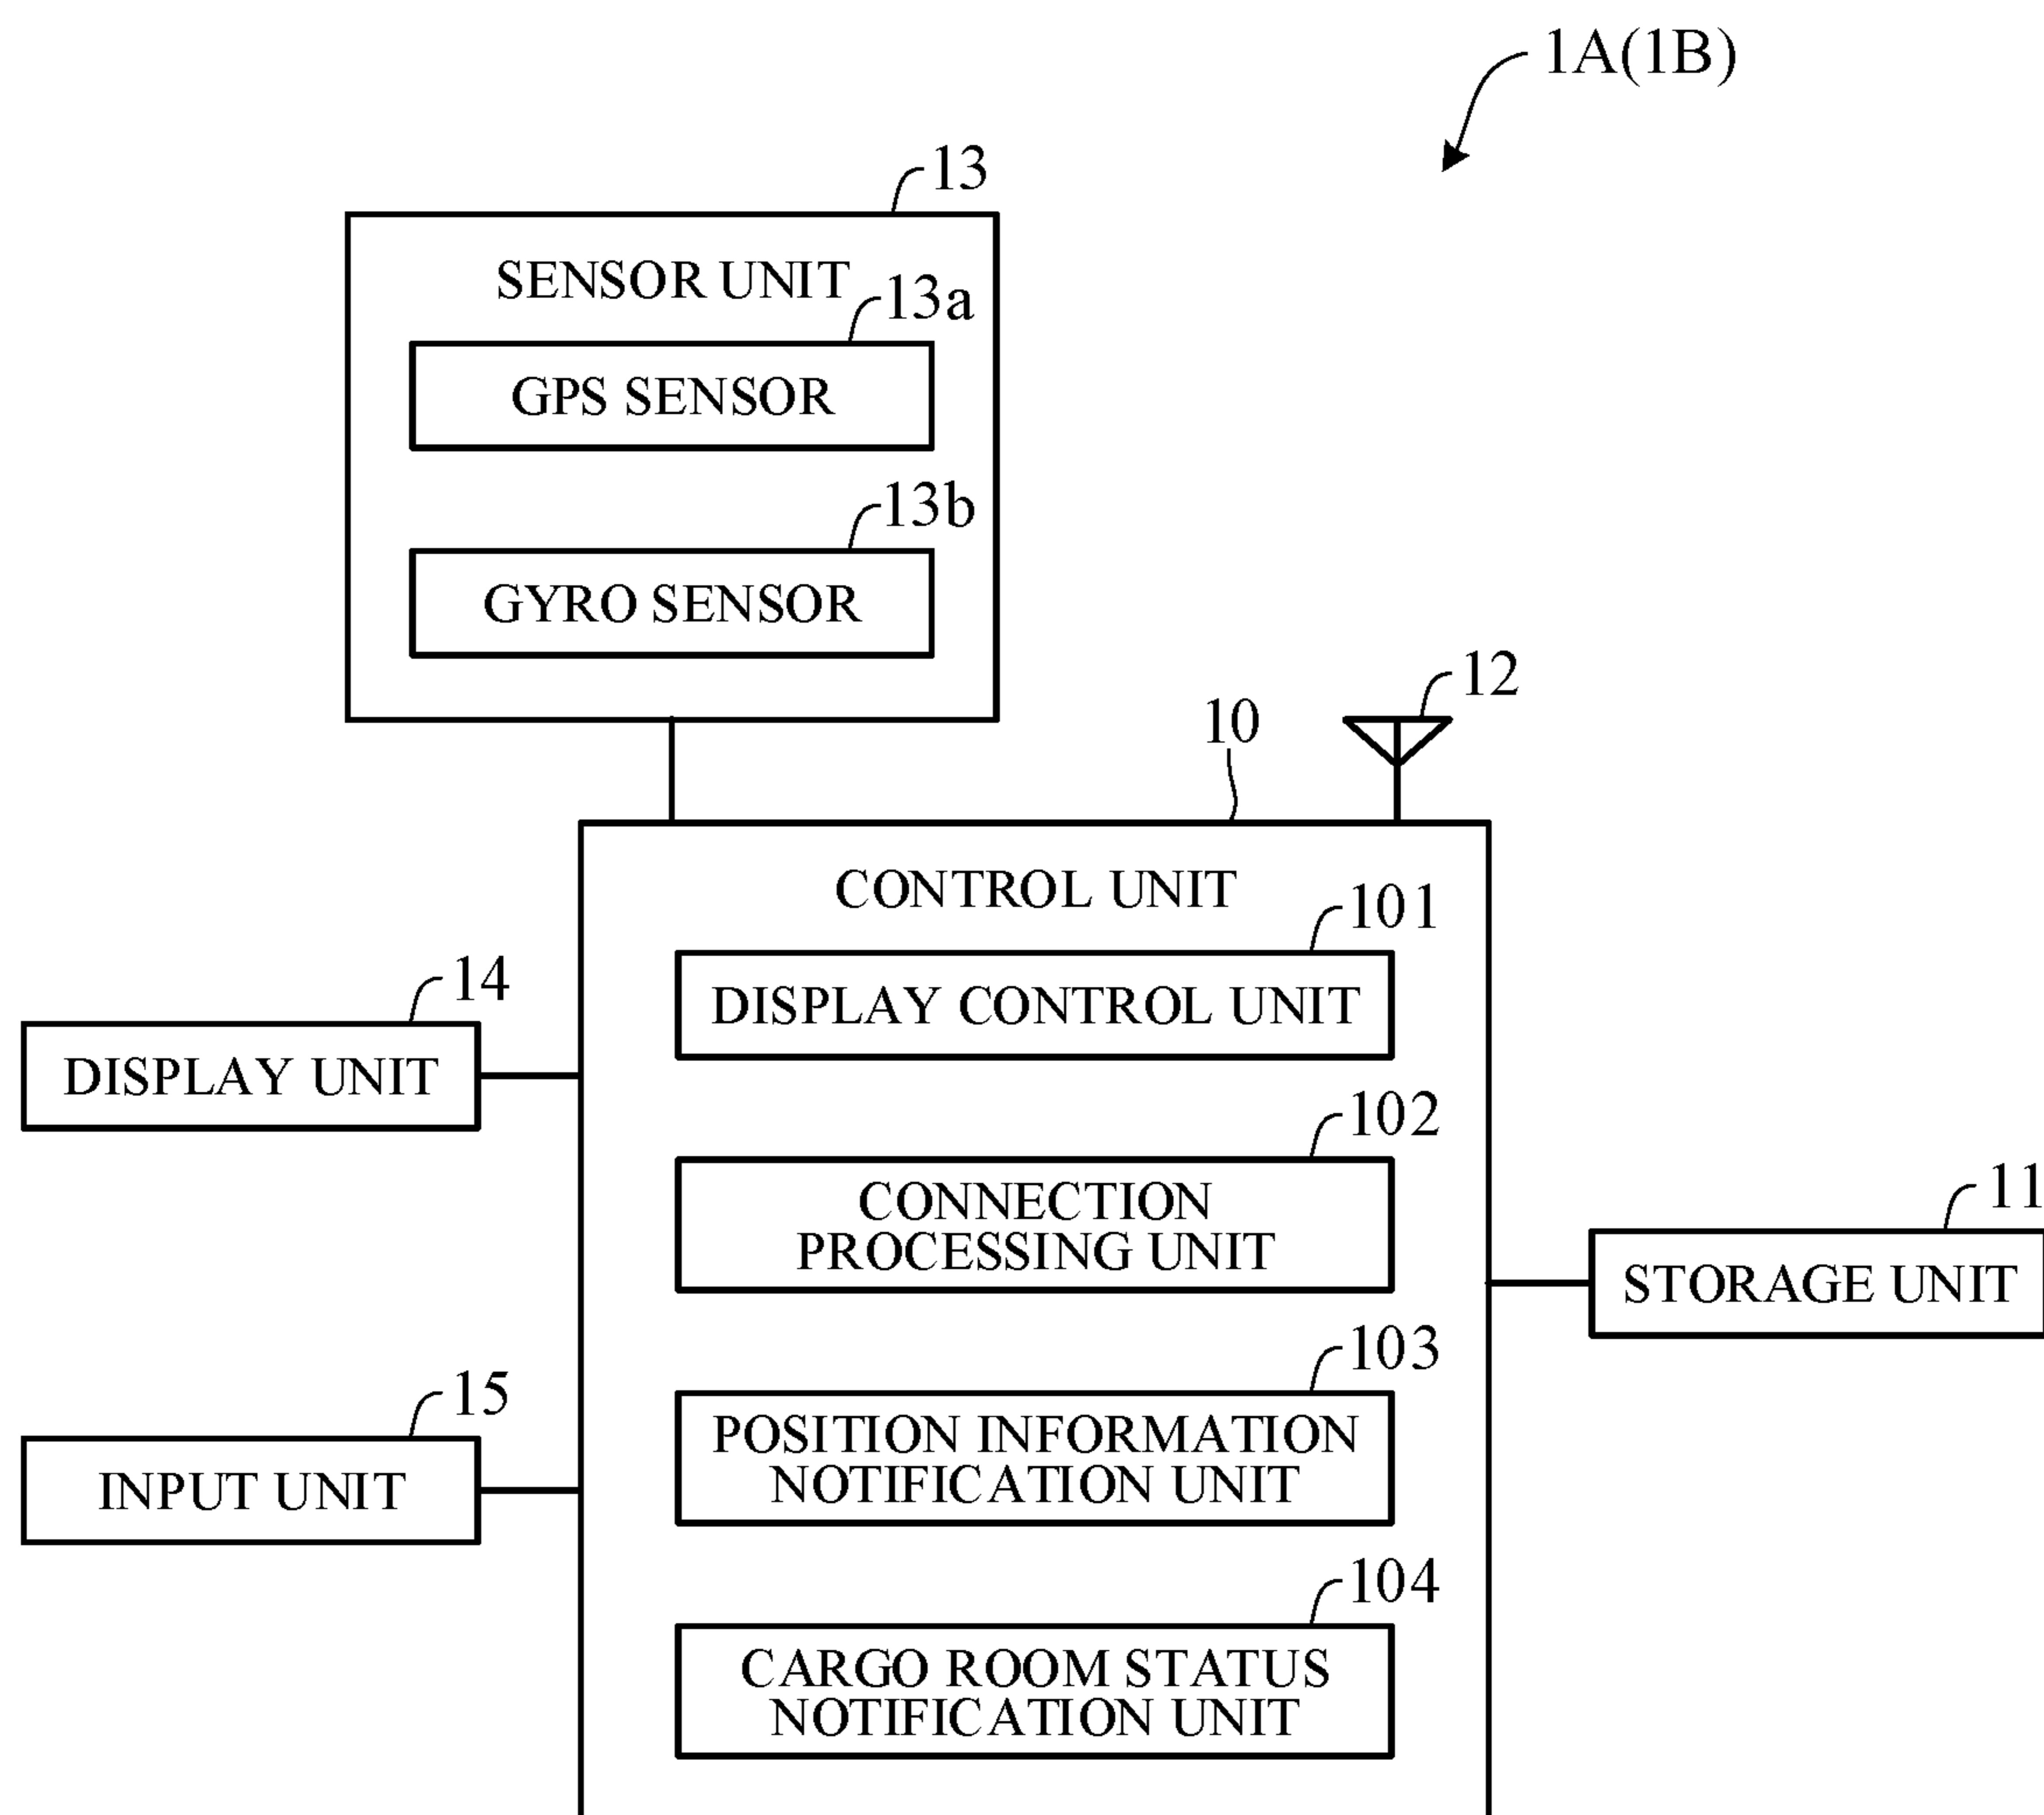 1A(1B)
13
SENSOR UNIT
13a
GPS SENSOR
13b
GYRO SENSOR
12
10
CONTROL UNIT
101
DISPLAY CONTROL UNIT
14
DISPLAY UNIT
102
CONNECTION
PROCESSING UNIT
11
STORAGE UNIT
103
POSITION INFORMATION
NOTIFICATION UNIT
15
INPUT UNIT
104
CARGO ROOM STATUS
NOTIFICATION UNIT